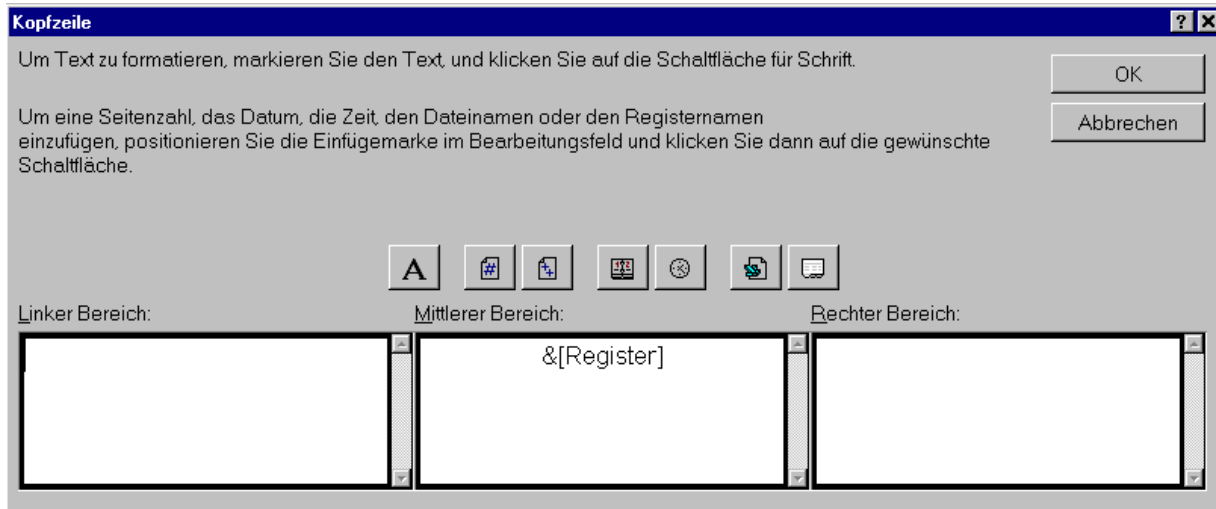 Kopfzeile
Um Text zu formatieren, markieren Sie den Text, und klicken Sie auf die Schaltfläche für Schrift.
OK
Um eine Seitenzahl, das Datum, die Zeit, den Dateinamen oder den Registernamen
einzufügen, positionieren Sie die Einfügemarke im Bearbeitungsfeld und klicken Sie dann auf die gewünschte
Schaltfläche.
Abbrechen
A
Linker Bereich:
Mittlerer Bereich:
Rechter Bereich:
&[Register]